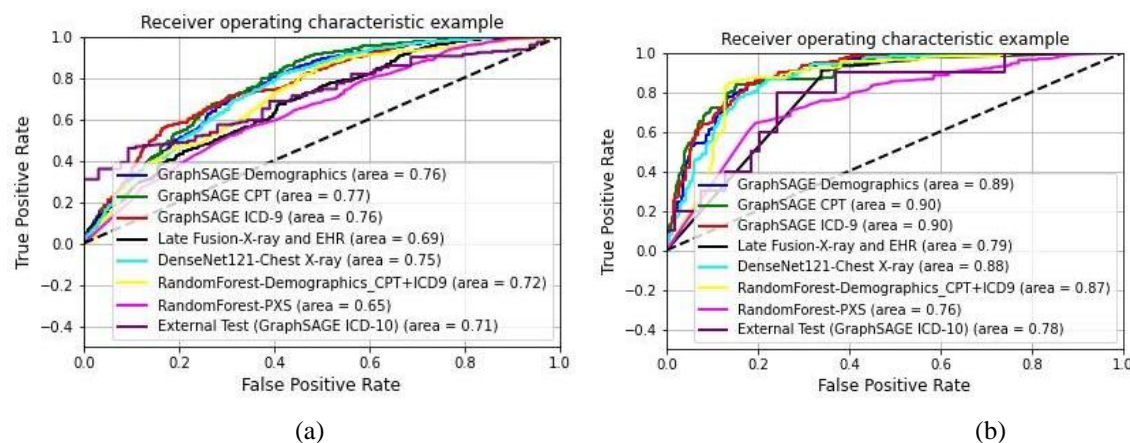 Receiver operating characteristic example
True Positive Rate
1.0
0.8
0.6
0.4
0.2
0.0
−0.2
−0.4
GraphSAGE Demographics (area = 0.76)
GraphSAGE CPT (area = 0.77)
GraphSAGE ICD-9 (area = 0.76)
Late Fusion-X-ray and EHR (area = 0.69)
DenseNet121-Chest X-ray (area = 0.75)
RandomForest-Demographics_CPT+ICD9 (area = 0.72)
RandomForest-PXS (area = 0.65)
External Test (GraphSAGE ICD-10) (area = 0.71)
0.0 0.2 0.4 0.6 0.8 1.0
False Positive Rate
(a)
Receiver operating characteristic example
True Positive Rate
1.0
0.8
0.6
0.4
0.2
0.0
−0.2
−0.4
GraphSAGE Demographics (area = 0.89)
GraphSAGE CPT (area = 0.90)
GraphSAGE ICD-9 (area = 0.90)
Late Fusion-X-ray and EHR (area = 0.79)
DenseNet121-Chest X-ray (area = 0.88)
RandomForest-Demographics_CPT+ICD9 (area = 0.87)
RandomForest-PXS (area = 0.76)
External Test (GraphSAGE ICD-10) (area = 0.78)
0.0 0.2 0.4 0.6 0.8 1.0
False Positive Rate
(b)